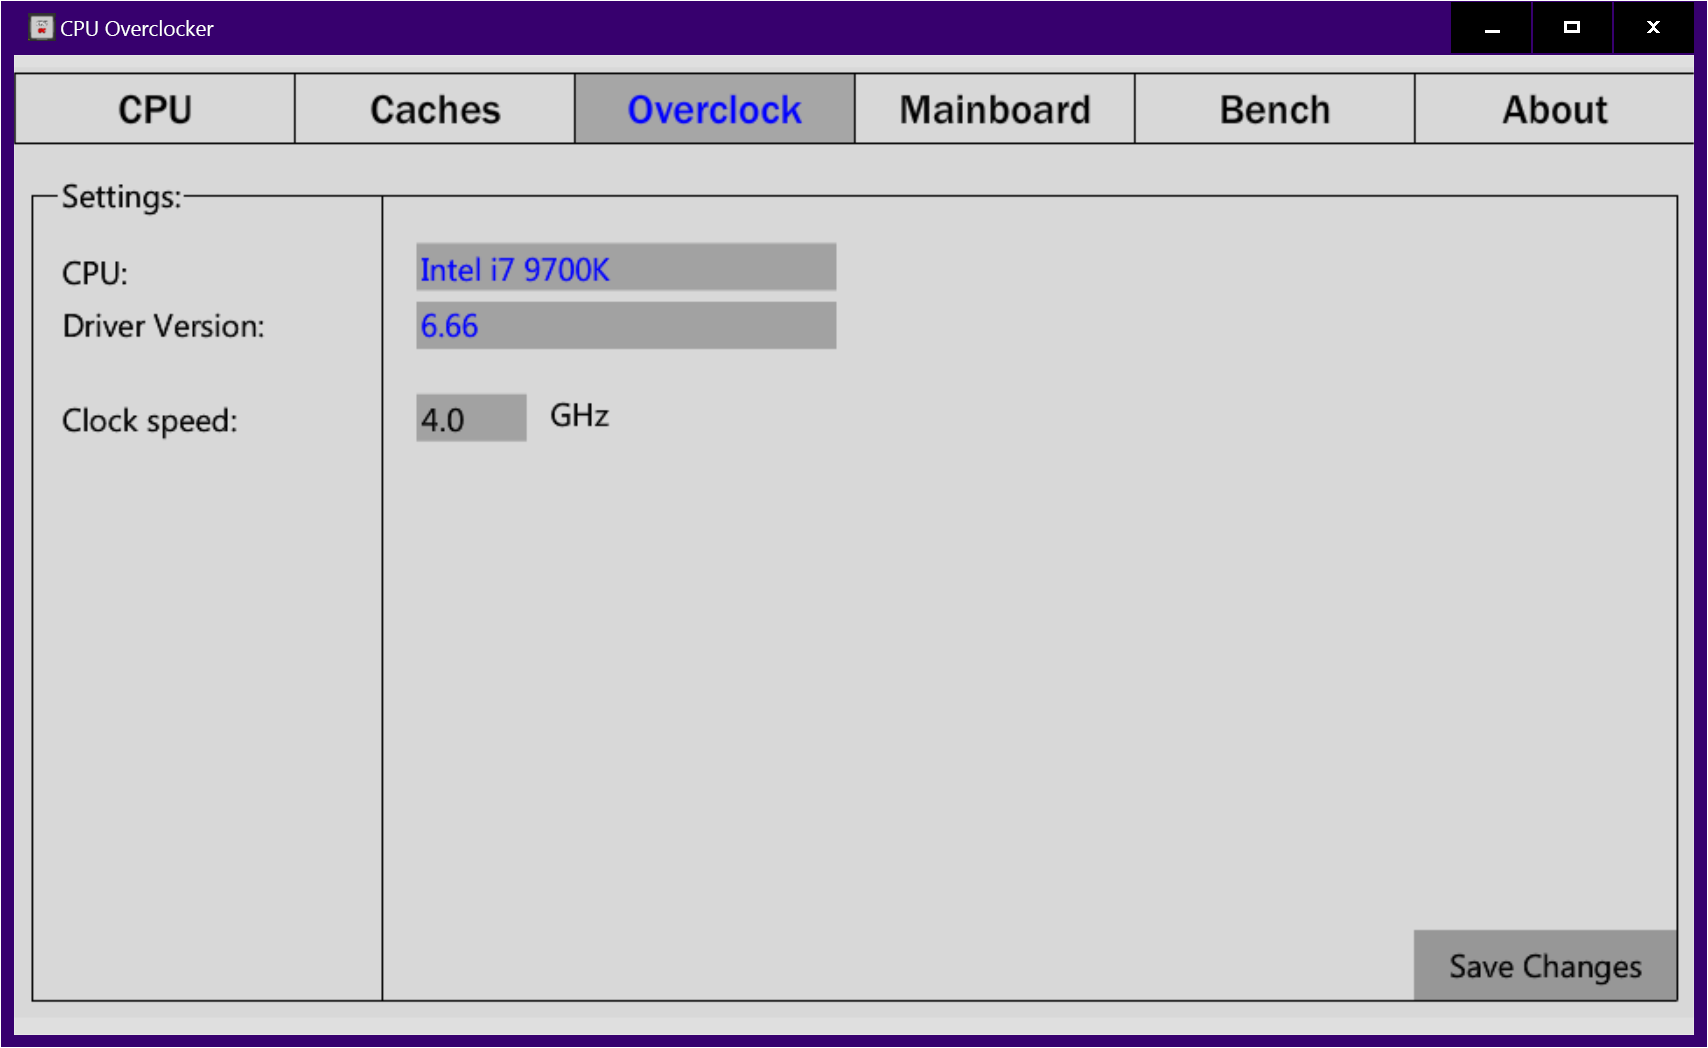 CPU Overclocker
CPU
Caches
Overclock
Mainboard
Bench
About
Settings:
CPU:
Intel i7 9700K
Driver Version:
6.66
Clock speed:
4.0 GHz
Save Changes